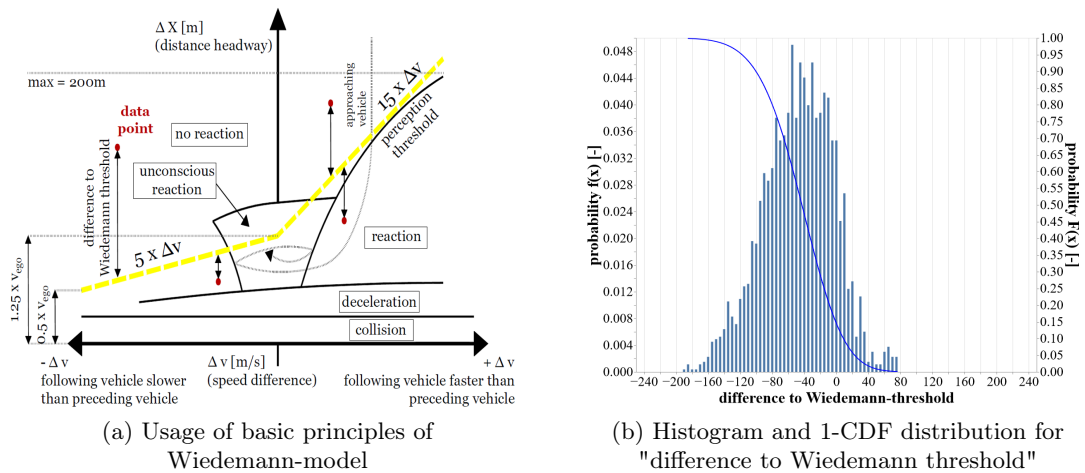 Δ X [m]
(distance headway)
max = 200m
data
point
no reaction
approaching
vehicle
15 x Δv
perception
threshold
difference to
Wiedemann threshold
unconscious
reaction
5 x Δv
reaction
1.25 x vego
0.5 x vego
deceleration
collision
- Δ v
Δ v [m/s]
+ Δ v
following vehicle slower
than preceding vehicle
(speed difference)
following vehicle faster than
preceding vehicle
(a) Usage of basic principles of
Wiedemann-model
probability f(x) [-]
0.048
0.044
0.040
0.036
0.032
0.028
0.024
0.020
0.016
0.012
0.008
0.004
0.000
1.00
0.95
0.90
0.85
0.80
0.75
0.70
0.65
0.60
0.55
0.50
0.45
0.40
0.35
0.30
0.25
0.20
0.15
0.10
0.05
0.00
probability F(x) [-]
−240 −200 −160 −120 −80 −40 0 40 80 120 160 200 240
difference to Wiedemann-threshold
(b) Histogram and 1-CDF distribution for
"difference to Wiedemann threshold"